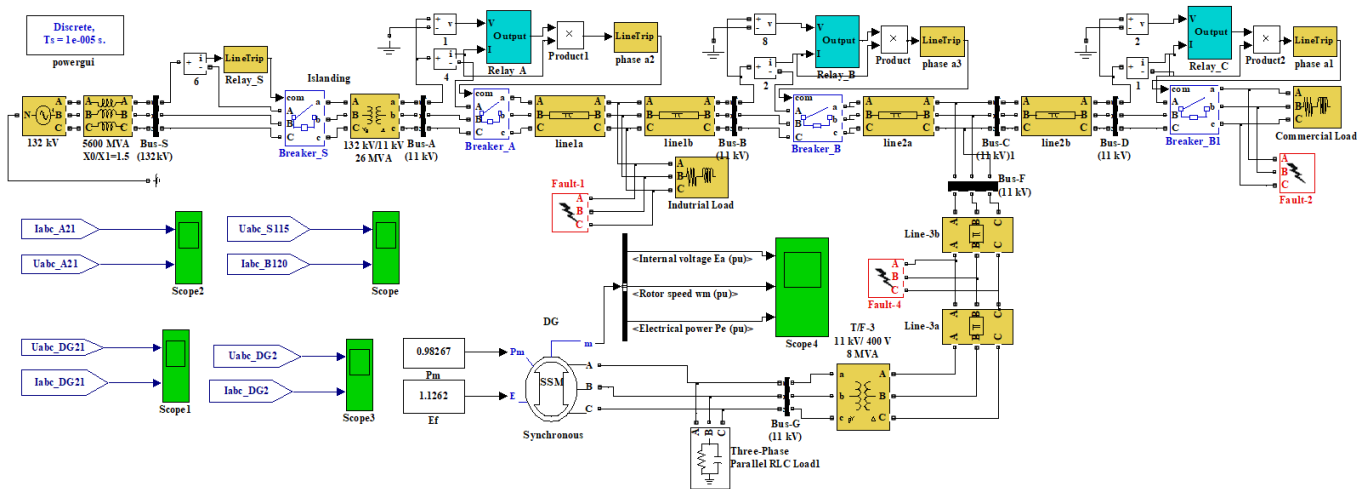 Discrete,
Ts = 1e-005 s.
powergui
+
-
i
6
LineTrip
Relay_S
Islanding
+
-
v
1
+
-
i
4
V
I
Output
Relay_A
×
Product1
LineTrip
phase a2
+
-
v
8
+
-
i
2
V
I
Output
Relay_B
×
Product
LineTrip
phase a3
+
-
v
2
+
-
i
1
V
I
Output
Relay_C
×
Product2
LineTrip
phase a1
N
A
B
C
132 kV
A
B
C
A
B
C
5600 MVA
X0/X1=1.5
A
B
C
Bus-S
(132kV)
com
A
B
C
a
b
c
Breaker_S
A
B
C
a
b
c
132 kV/11 kV
26 MVA
Bus-A
(11 kV)
com
A
B
C
a
b
c
Breaker_A
A
B
C
A
B
C
line1a
A
B
C
A
B
C
line1b
Bus-B
(11 kV)
com
A
B
C
a
b
c
Breaker_B
A
B
C
A
B
C
line2a
Bus-C
(11 kV)1
A
B
C
A
B
C
line2b
Bus-D
(11 kV)
com
A
B
C
a
b
c
Breaker_B1
A
B
C
Commercial Load
Fault-1
A
B
C
A
B
C
Indutrial Load
A
B
C
Fault-2
Bus-F
(11 kV)
Iabc_A21
Uabc_A21
Scope2
Uabc_S115
Iabc_B120
Scope
<Internal voltage Ea (pu)>
<Rotor speed wm (pu)>
<Electrical power Pe (pu)>
Scope4
A
B
C
Line-3b
A
B
C
A
B
C
Fault-4
A
B
C
Line-3a
A
B
C
Uabc_DG21
Iabc_DG21
Scope1
Uabc_DG2
Iabc_DG2
Scope3
0.98267
Pm
1.1262
Ef
DG
m
Pm
E
SSM
A
B
C
Synchronous
T/F-3
11 kV/ 400 V
8 MVA
a
b
c
A
B
C
Bus-G
(11 kV)
A
B
C
Three-Phase
Parallel RLC Load1